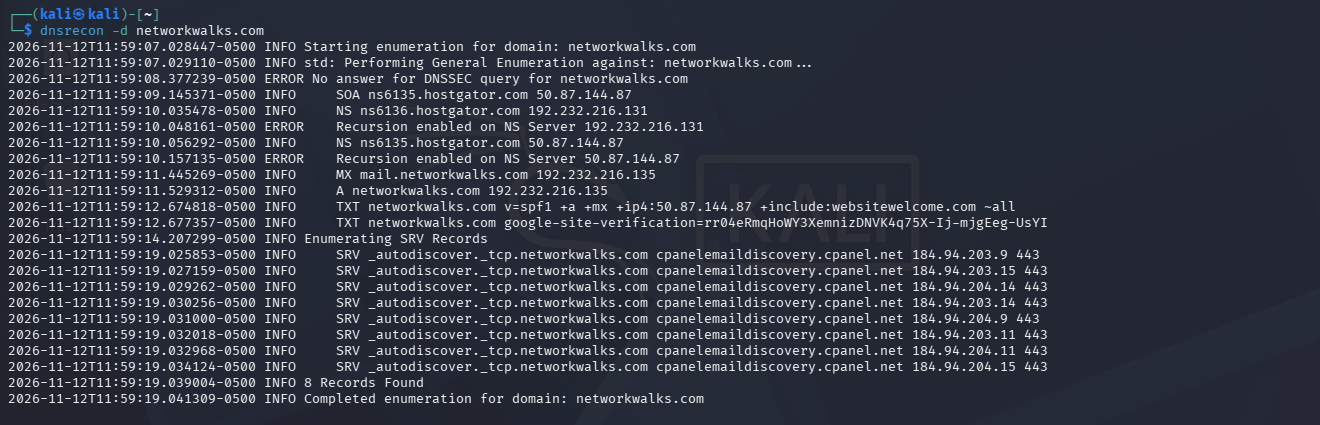 ┌──(kali㉿kali)-[~]
└─$ dnsrecon -d networkwalks.com
2026-11-12T11:59:07.028447-0500 INFO Starting enumeration for domain: networkwalks.com
2026-11-12T11:59:07.029110-0500 INFO std: Performing General Enumeration against: networkwalks.com...
2026-11-12T11:59:08.377239-0500 ERROR No answer for DNSSEC query for networkwalks.com
2026-11-12T11:59:09.145371-0500 INFO     SOA ns6135.hostgator.com 50.87.144.87
2026-11-12T11:59:10.035478-0500 INFO     NS ns6136.hostgator.com 192.232.216.131
2026-11-12T11:59:10.048161-0500 ERROR    Recursion enabled on NS Server 192.232.216.131
2026-11-12T11:59:10.056292-0500 INFO     NS ns6135.hostgator.com 50.87.144.87
2026-11-12T11:59:10.157135-0500 ERROR    Recursion enabled on NS Server 50.87.144.87
2026-11-12T11:59:11.445269-0500 INFO     MX mail.networkwalks.com 192.232.216.135
2026-11-12T11:59:11.529312-0500 INFO     A networkwalks.com 192.232.216.135
2026-11-12T11:59:12.674818-0500 INFO     TXT networkwalks.com v=spf1 +a +mx +ip4:50.87.144.87 +include:websitewelcome.com ~all
2026-11-12T11:59:12.677357-0500 INFO     TXT networkwalks.com google-site-verification=rr04eRmqHoWY3XemnizDNVK4q75X-Ij-mjgEeg-UsYI
2026-11-12T11:59:14.207299-0500 INFO Enumerating SRV Records
2026-11-12T11:59:19.025853-0500 INFO     SRV _autodiscover._tcp.networkwalks.com cpanelemaildiscovery.cpanel.net 184.94.203.9 443
2026-11-12T11:59:19.027159-0500 INFO     SRV _autodiscover._tcp.networkwalks.com cpanelemaildiscovery.cpanel.net 184.94.203.15 443
2026-11-12T11:59:19.029262-0500 INFO     SRV _autodiscover._tcp.networkwalks.com cpanelemaildiscovery.cpanel.net 184.94.204.14 443
2026-11-12T11:59:19.030256-0500 INFO     SRV _autodiscover._tcp.networkwalks.com cpanelemaildiscovery.cpanel.net 184.94.203.14 443
2026-11-12T11:59:19.031000-0500 INFO     SRV _autodiscover._tcp.networkwalks.com cpanelemaildiscovery.cpanel.net 184.94.204.9 443
2026-11-12T11:59:19.032018-0500 INFO     SRV _autodiscover._tcp.networkwalks.com cpanelemaildiscovery.cpanel.net 184.94.203.11 443
2026-11-12T11:59:19.032968-0500 INFO     SRV _autodiscover._tcp.networkwalks.com cpanelemaildiscovery.cpanel.net 184.94.204.11 443
2026-11-12T11:59:19.034124-0500 INFO     SRV _autodiscover._tcp.networkwalks.com cpanelemaildiscovery.cpanel.net 184.94.204.15 443
2026-11-12T11:59:19.039004-0500 INFO 8 Records Found
2026-11-12T11:59:19.041309-0500 INFO Completed enumeration for domain: networkwalks.com
KALI